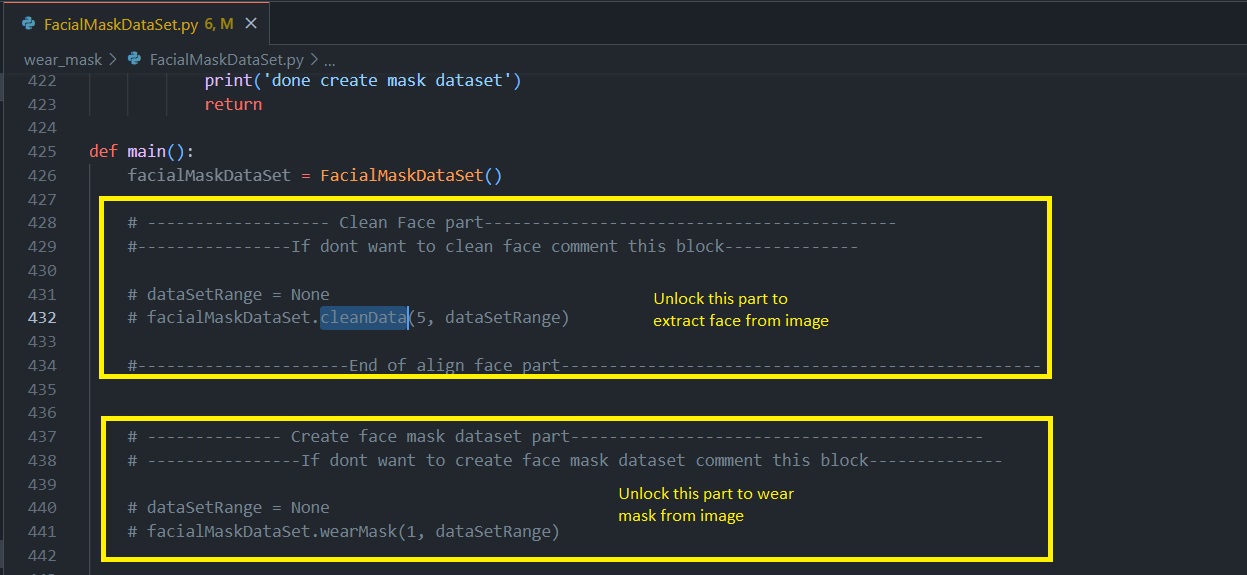 FacialMaskDataSet.py 6, M
wear_mask > FacialMaskDataSet.py > ...
422 print('done create mask dataset')
423 return
424
425 def main():
426 facialMaskDataSet = FacialMaskDataSet()
427
428 # ------------------- Clean Face part-------------------------------------------
429 #----------------If dont want to clean face comment this block--------------
430
431 # dataSetRange = None
432 # facialMaskDataSet.cleanData(5, dataSetRange)
Unlock this part to
extract face from image
433
434 #----------------------End of align face part--------------------------------------------------
435
436
437 # -------------- Create face mask dataset part-------------------------------------------
438 # ----------------If dont want to create face mask dataset comment this block--------------
439
440 # dataSetRange = None
441 # facialMaskDataSet.wearMask(1, dataSetRange)
Unlock this part to wear
mask from image
442